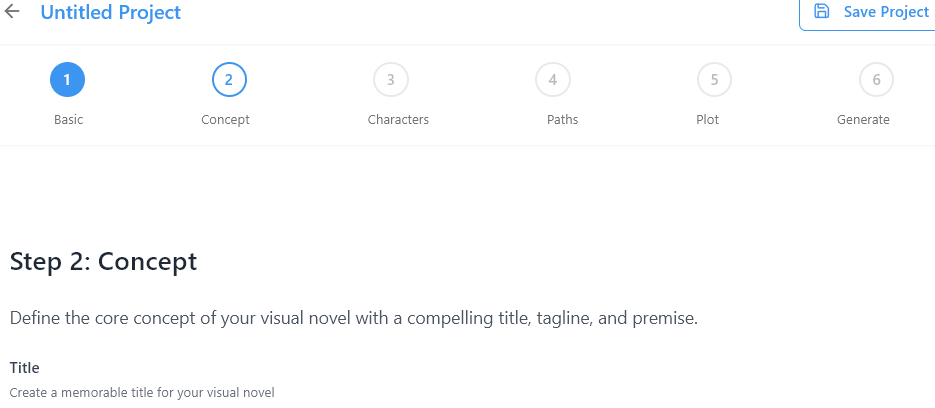 Untitled Project
Save Project
1 2 3 4 5 6
Basic Concept Characters Paths Plot Generate
Step 2: Concept
Define the core concept of your visual novel with a compelling title, tagline, and premise.
Title
Create a memorable title for your visual novel